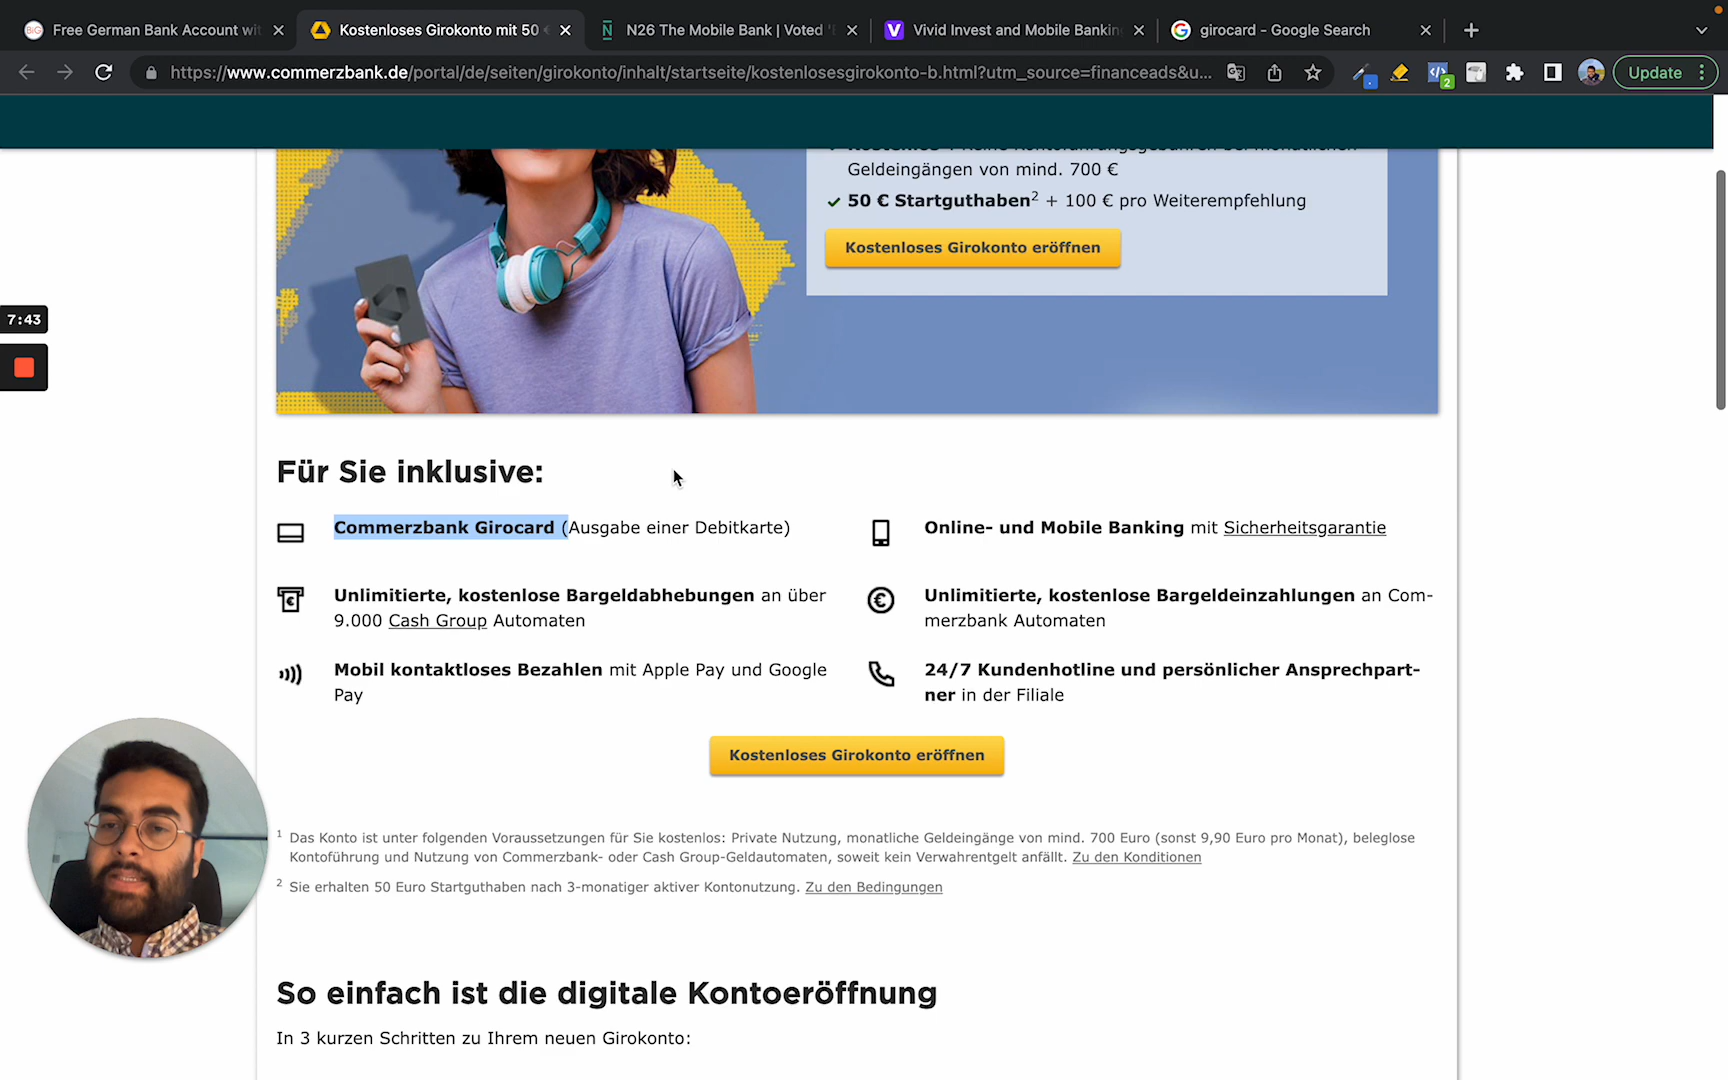 Free German Bank Account wit
Kostenloses Girokonto mit 50 €
N26 The Mobile Bank | Voted '
Vivid Invest and Mobile Banking
girocard - Google Search
https://www.commerzbank.de/portal/de/seiten/girokonto/inhalt/startseite/kostenlosesgirokonto-b.html?utm_source=financeads&u...
2
Update
Geldeingängen von mind. 700 €
50 € Startguthaben2 + 100 € pro Weiterempfehlung
Kostenloses Girokonto eröffnen
7:43
Für Sie inklusive:
Commerzbank Girocard (Ausgabe einer Debitkarte)
Online- und Mobile Banking mit Sicherheitsgarantie
Unlimitierte, kostenlose Bargeldabhebungen an über
9.000 Cash Group Automaten
Unlimitierte, kostenlose Bargeldeinzahlungen an Com-
merzbank Automaten
Mobil kontaktloses Bezahlen mit Apple Pay und Google
Pay
24/7 Kundenhotline und persönlicher Ansprechpart-
ner in der Filiale
Kostenloses Girokonto eröffnen
1 Das Konto ist unter folgenden Voraussetzungen für Sie kostenlos: Private Nutzung, monatliche Geldeingänge von mind. 700 Euro (sonst 9,90 Euro pro Monat), beleglose
Kontoführung und Nutzung von Commerzbank- oder Cash Group-Geldautomaten, soweit kein Verwahrentgelt anfällt. Zu den Konditionen
2 Sie erhalten 50 Euro Startguthaben nach 3-monatiger aktiver Kontonutzung. Zu den Bedingungen
So einfach ist die digitale Kontoeröffnung
In 3 kurzen Schritten zu Ihrem neuen Girokonto: